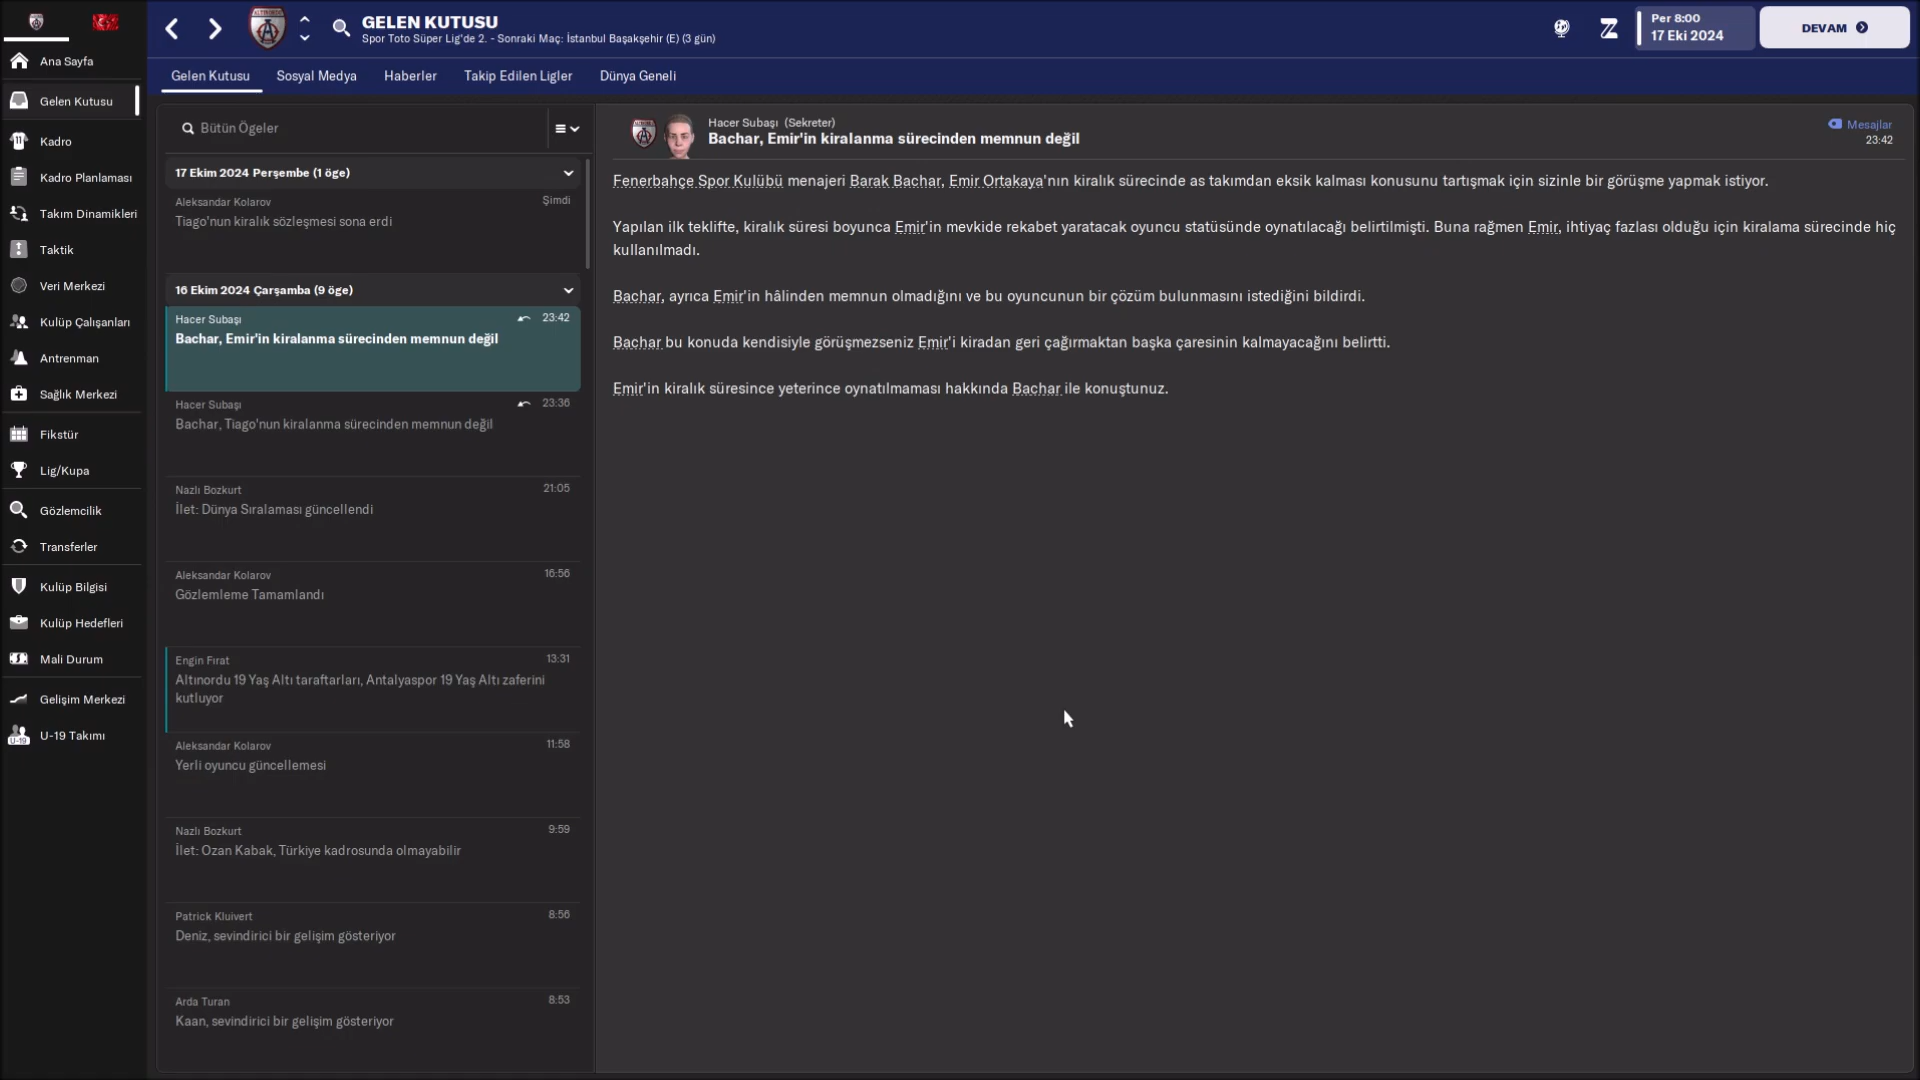 GELEN KUTUSU
Spor Toto Süper Lig'de 2. - Sonraki Maç: İstanbul Başakşehir (E) (3 gün)
Per 8:00
17 Eki 2024
DEVAM
Gelen Kutusu
Sosyal Medya
Haberler
Takip Edilen Ligler
Dünya Geneli
Ana Sayfa
Gelen Kutusu
Kadro
Kadro Planlaması
Takım Dinamikleri
Taktik
Veri Merkezi
Kulüp Çalışanları
Antrenman
Sağlık Merkezi
Fikstür
Lig/Kupa
Gözlemcilik
Transferler
Kulüp Bilgisi
Kulüp Hedefleri
Mali Durum
Gelişim Merkezi
U-19 Takımı
Bütün Ögeler
17 Ekim 2024 Perşembe (1 öge)
Aleksandar Kolarov Şimdi
Tiago'nun kiralık sözleşmesi sona erdi
16 Ekim 2024 Çarşamba (9 öge)
Hacer Subaşı 23:42
Bachar, Emir'in kiralanma sürecinden memnun değil
Hacer Subaşı 23:36
Bachar, Tiago'nun kiralanma sürecinden memnun değil
Nazlı Bozkurt 21:05
İlet: Dünya Sıralaması güncellendi
Aleksandar Kolarov 16:56
Gözlemleme Tamamlandı
Engin Fırat 13:31
Altınordu 19 Yaş Altı taraftarları, Antalyaspor 19 Yaş Altı zaferini
kutluyor
Aleksandar Kolarov 11:58
Yerli oyuncu güncellemesi
Nazlı Bozkurt 9:59
İlet: Ozan Kabak, Türkiye kadrosunda olmayabilir
Patrick Kluivert 8:56
Deniz, sevindirici bir gelişim gösteriyor
Arda Turan 8:53
Kaan, sevindirici bir gelişim gösteriyor
Hacer Subaşı (Sekreter)
Bachar, Emir'in kiralanma sürecinden memnun değil
Mesajlar
23:42
Fenerbahçe Spor Kulübü menajeri Barak Bachar, Emir Ortakaya'nın kiralık sürecinde as takımdan eksik kalması konusunu tartışmak için sizinle bir görüşme yapmak istiyor.
Yapılan ilk teklifte, kiralık süresi boyunca Emir'in mevkide rekabet yaratacak oyuncu statüsünde oynatılacağı belirtilmişti. Buna rağmen Emir, ihtiyaç fazlası olduğu için kiralama sürecinde hiç
kullanılmadı.
Bachar, ayrıca Emir'in hâlinden memnun olmadığını ve bu oyuncunun bir çözüm bulunmasını istediğini bildirdi.
Bachar bu konuda kendisiyle görüşmezseniz Emir'i kiradan geri çağırmaktan başka çaresinin kalmayacağını belirtti.
Emir'in kiralık süresince yeterince oynatılmaması hakkında Bachar ile konuştunuz.